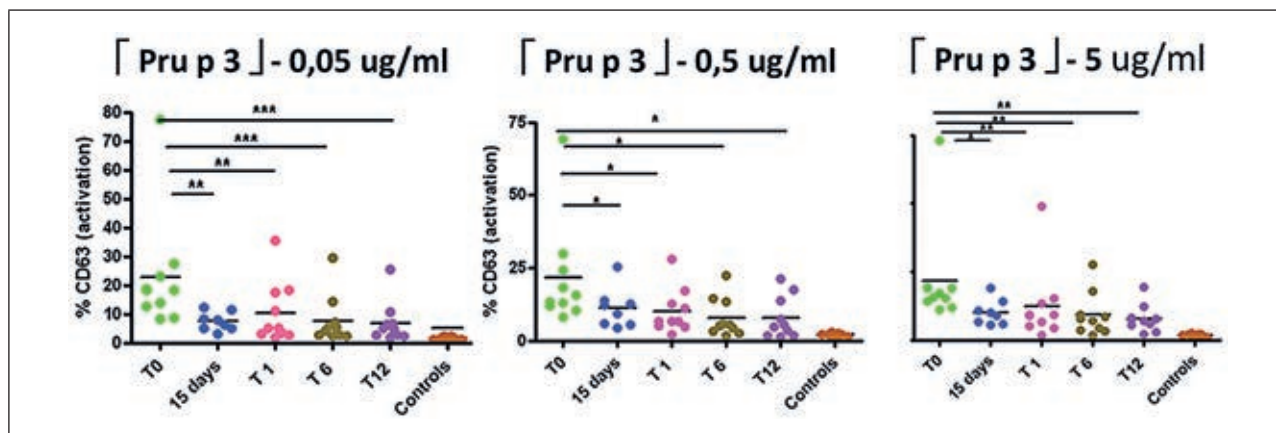 ⌈ Pru p 3 ⌋ - 0,05 ug/ml
% CD63 (activation)
80
70
60
50
40
30
20
10
0
***
***
**
**
T0
15 days
T 1
T 6
T12
Controls
⌈ Pru p 3 ⌋ - 0,5 ug/ml
% CD63 (activation)
75
50
25
0
*
*
*
*
T0
15 days
T 1
T 6
T12
Controls
⌈ Pru p 3 ⌋ - 5 ug/ml
**
**
**
*
T0
15 days
T 1
T 6
T12
Controls